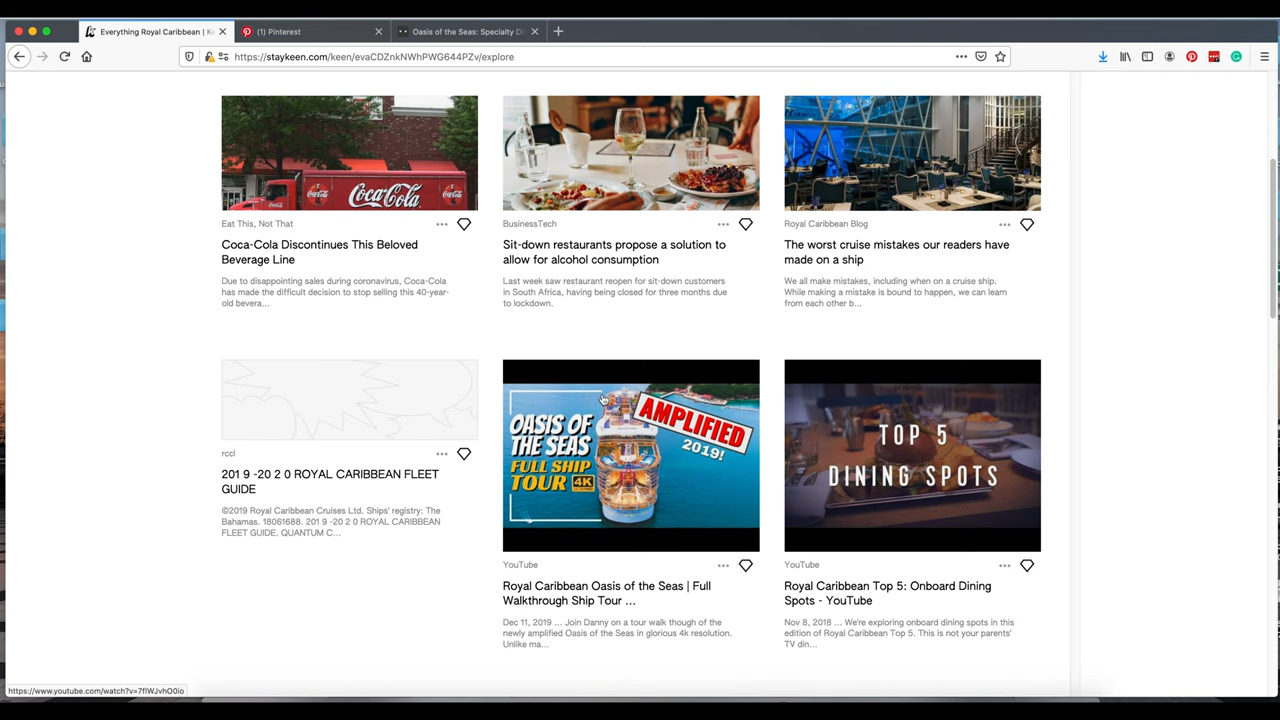 Everything Royal Caribbean | K
(1) Pinterest
Oasis of the Seas: Specialty Di
https://staykeen.com/keen/evaCDZnkNWhPWG644PZv/explore
Coca-Cola
Eat This, Not That
Coca-Cola Discontinues This Beloved
Beverage Line
Due to disappointing sales during coronavirus, Coca-Cola
has made the difficult decision to stop selling this 40-year-
old bevera...
BusinessTech
Sit-down restaurants propose a solution to
allow for alcohol consumption
Last week saw restaurant reopen for sit-down customers
in South Africa, having being closed for three months due
to lockdown.
Royal Caribbean Blog
The worst cruise mistakes our readers have
made on a ship
We all make mistakes, including when on a cruise ship.
While making a mistake is bound to happen, we can learn
from each other b...
rccl
201 9 -20 2 0 ROYAL CARIBBEAN FLEET
GUIDE
©2019 Royal Caribbean Cruises Ltd. Ships' registry: The
Bahamas. 18061688. 201 9 -20 2 0 ROYAL CARIBBEAN
FLEET GUIDE. QUANTUM C...
OASIS OF
THE SEAS
FULL SHIP
TOUR 4K
AMPLIFIED
2019!
YouTube
Royal Caribbean Oasis of the Seas | Full
Walkthrough Ship Tour ...
Dec 11, 2019 ... Join Danny on a tour walk though of the
newly amplified Oasis of the Seas in glorious 4k resolution.
Unlike ma...
TOP 5
DINING SPOTS
YouTube
Royal Caribbean Top 5: Onboard Dining
Spots - YouTube
Nov 8, 2018 ... We're exploring onboard dining spots in this
edition of Royal Caribbean Top 5. This is not your parents'
TV din...
https://www.youtube.com/watch?v=7flWJvhO0io